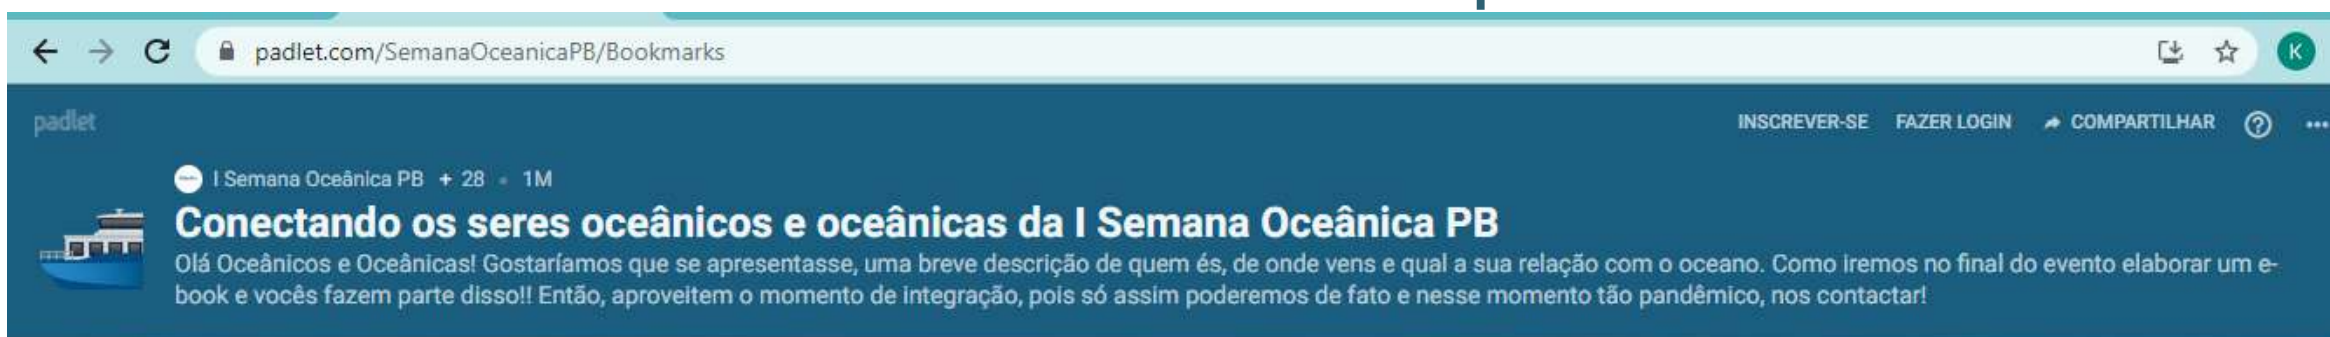 padlet.com/SemanaOceanicaPB/Bookmarks
K
padlet
INSCREVER-SE FAZER LOGIN COMPARTILHAR ? ...
I Semana Oceânica PB + 28 • 1M
Conectando os seres oceânicos e oceânicas da I Semana Oceânica PB
Olá Oceânicos e Oceânicas! Gostaríamos que se apresentasse, uma breve descrição de quem és, de onde vens e qual a sua relação com o oceano. Como iremos no final do evento elaborar um e-
book e vocês fazem parte disso!! Então, aproveitem o momento de integração, pois só assim poderemos de fato e nesse momento tão pandêmico, nos contactar!